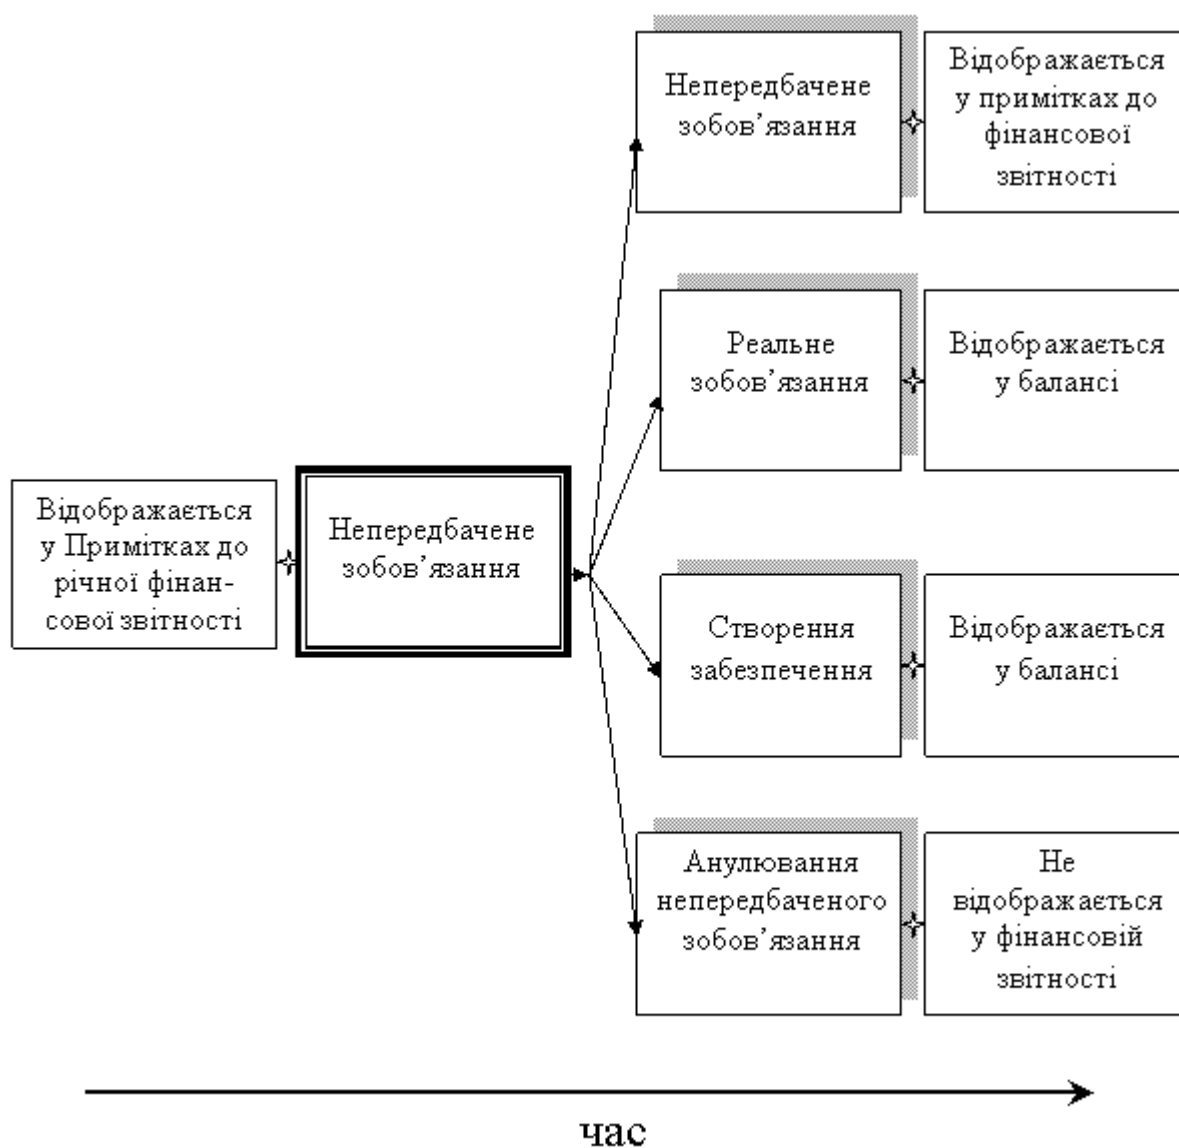 Непередбачене
зобов’язання
Відображається
у примітках до
фінансової
звітності
Реальне
зобов’язання
Відображається
у балансі
Відображається
у Примітках до
річної фінан-
сової звітності
Непередбачене
зобов’язання
Створення
забезпечення
Відображається
у балансі
Анулювання
непередбаченого
зобов’язання
Не
відображається
у фінансовій
звітності
час